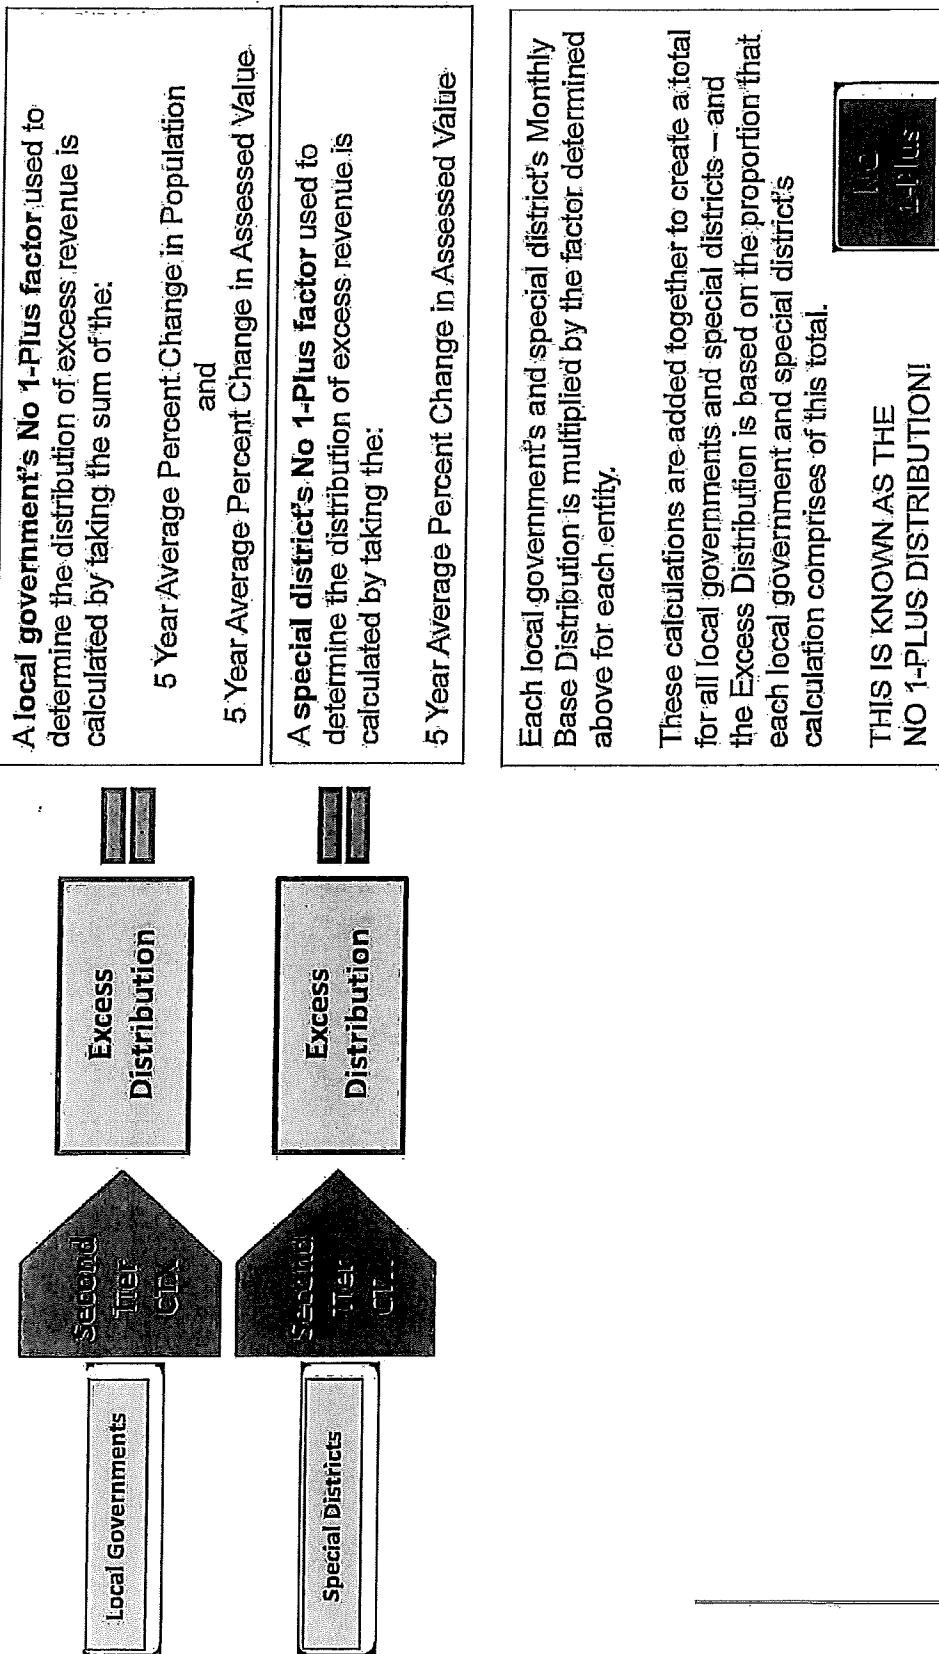 Local Governments
Second
Tier
CTX
Excess
Distribution
A local government's No 1-Plus factor used to
determine the distribution of excess revenue is
calculated by taking the sum of the:
5 Year Average Percent Change in Population
and
5 Year Average Percent Change in Assessed Value
Special Districts
Second
Tier
Excess
Distribution
A special district's No 1-Plus factor used to
determine the distribution of excess revenue is
calculated by taking the:
5 Year Average Percent Change in Assessed Value
Each local government's and special district's Monthly
Base Distribution is multiplied by the factor determined
above for each entity.
These calculations are added together to create a total
for all local governments and special districts – and
the Excess Distribution is based on the proportion that
each local government and special district's
calculation comprises of this total.
THIS IS KNOWN AS THE
NO 1-PLUS DISTRIBUTION!
NO
1-Plus